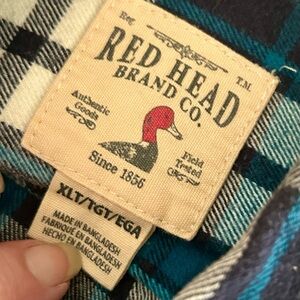 Reg. T.M.
RED HEAD
BRAND CO.
Authentic
Goods
Field
Tested
Since 1856
XLT/TGT/EGA
MADE IN BANGLADESH
FABRIQUÉ EN BANGLADESH
HECHO EN BANGLADESH